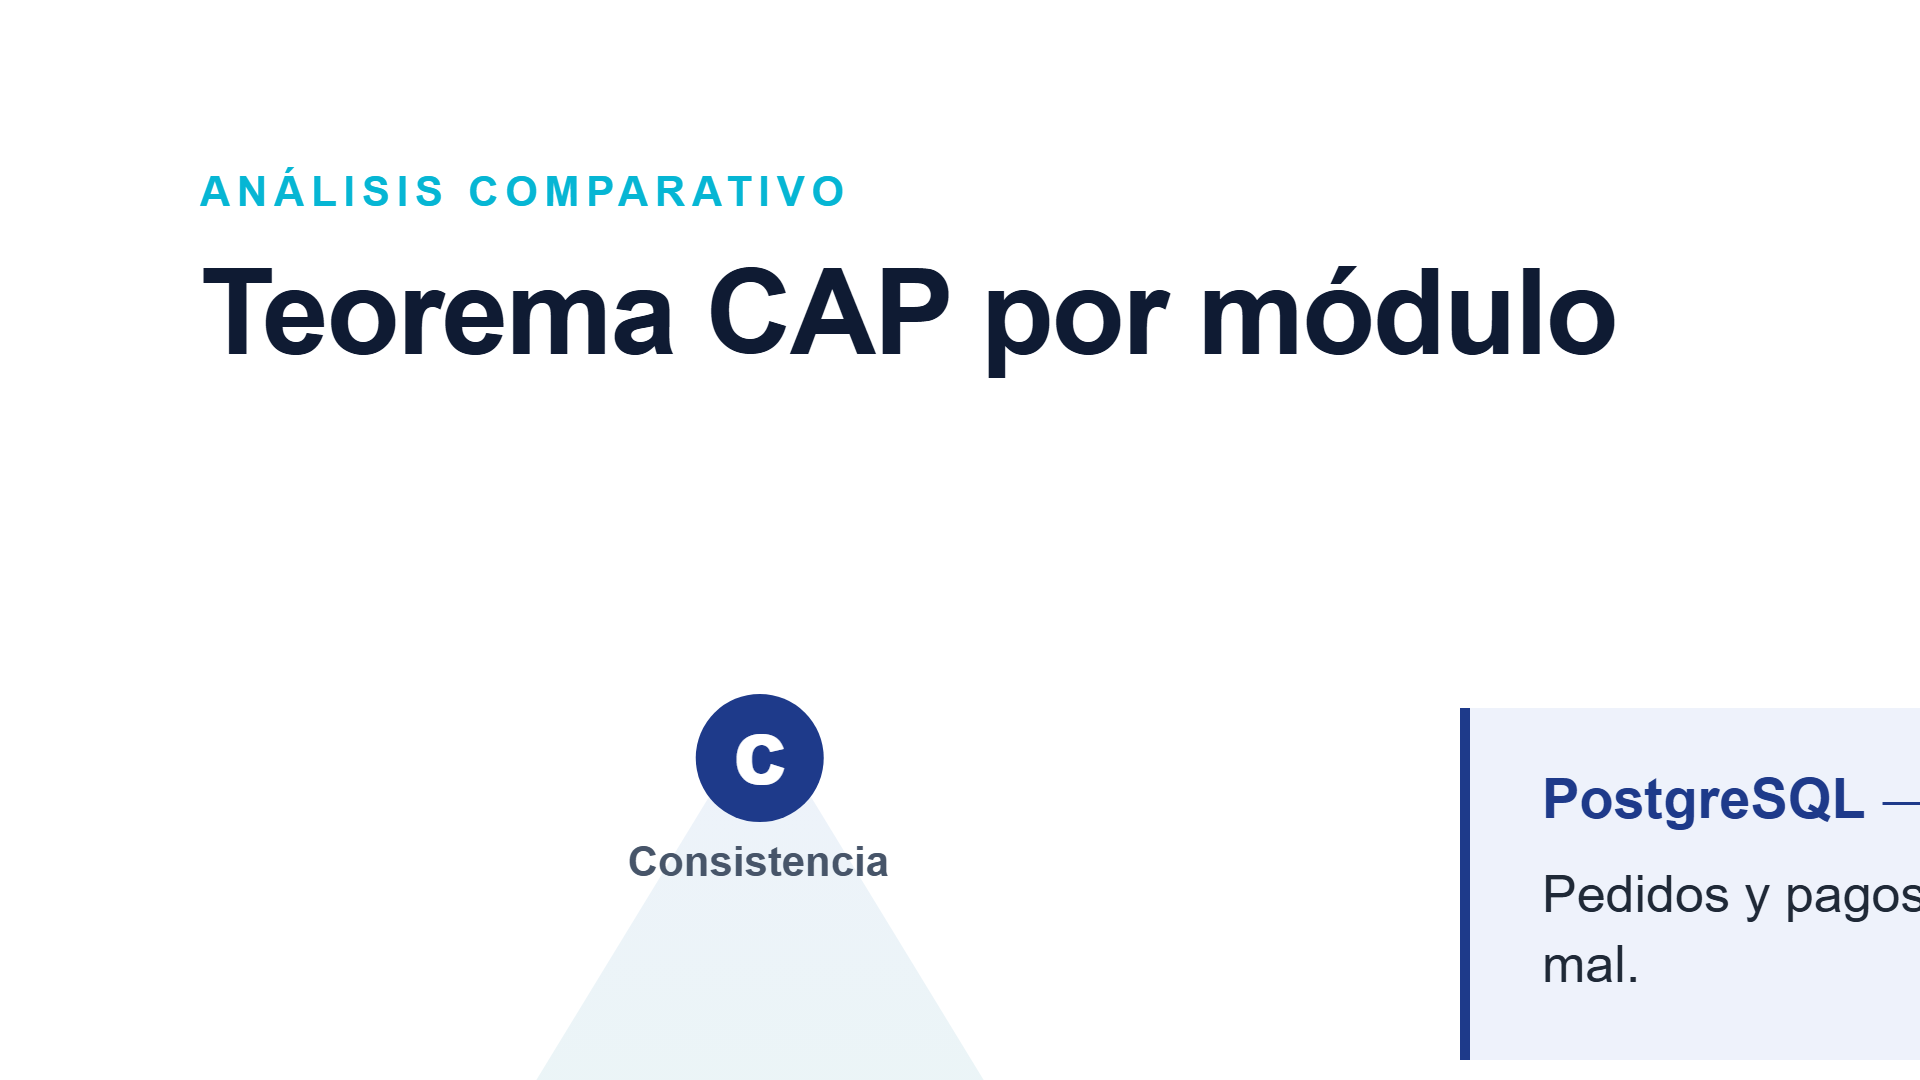 ANÁLISIS COMPARATIVO
Teorema CAP por módulo
C
Consistencia
PostgreSQL —
Pedidos y pagos
mal.